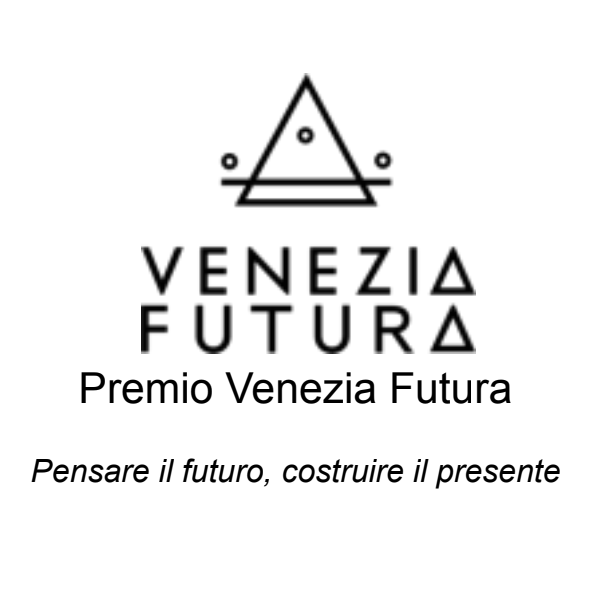 VENEZIA
FUTURA
Premio Venezia Futura
Pensare il futuro, costruire il presente